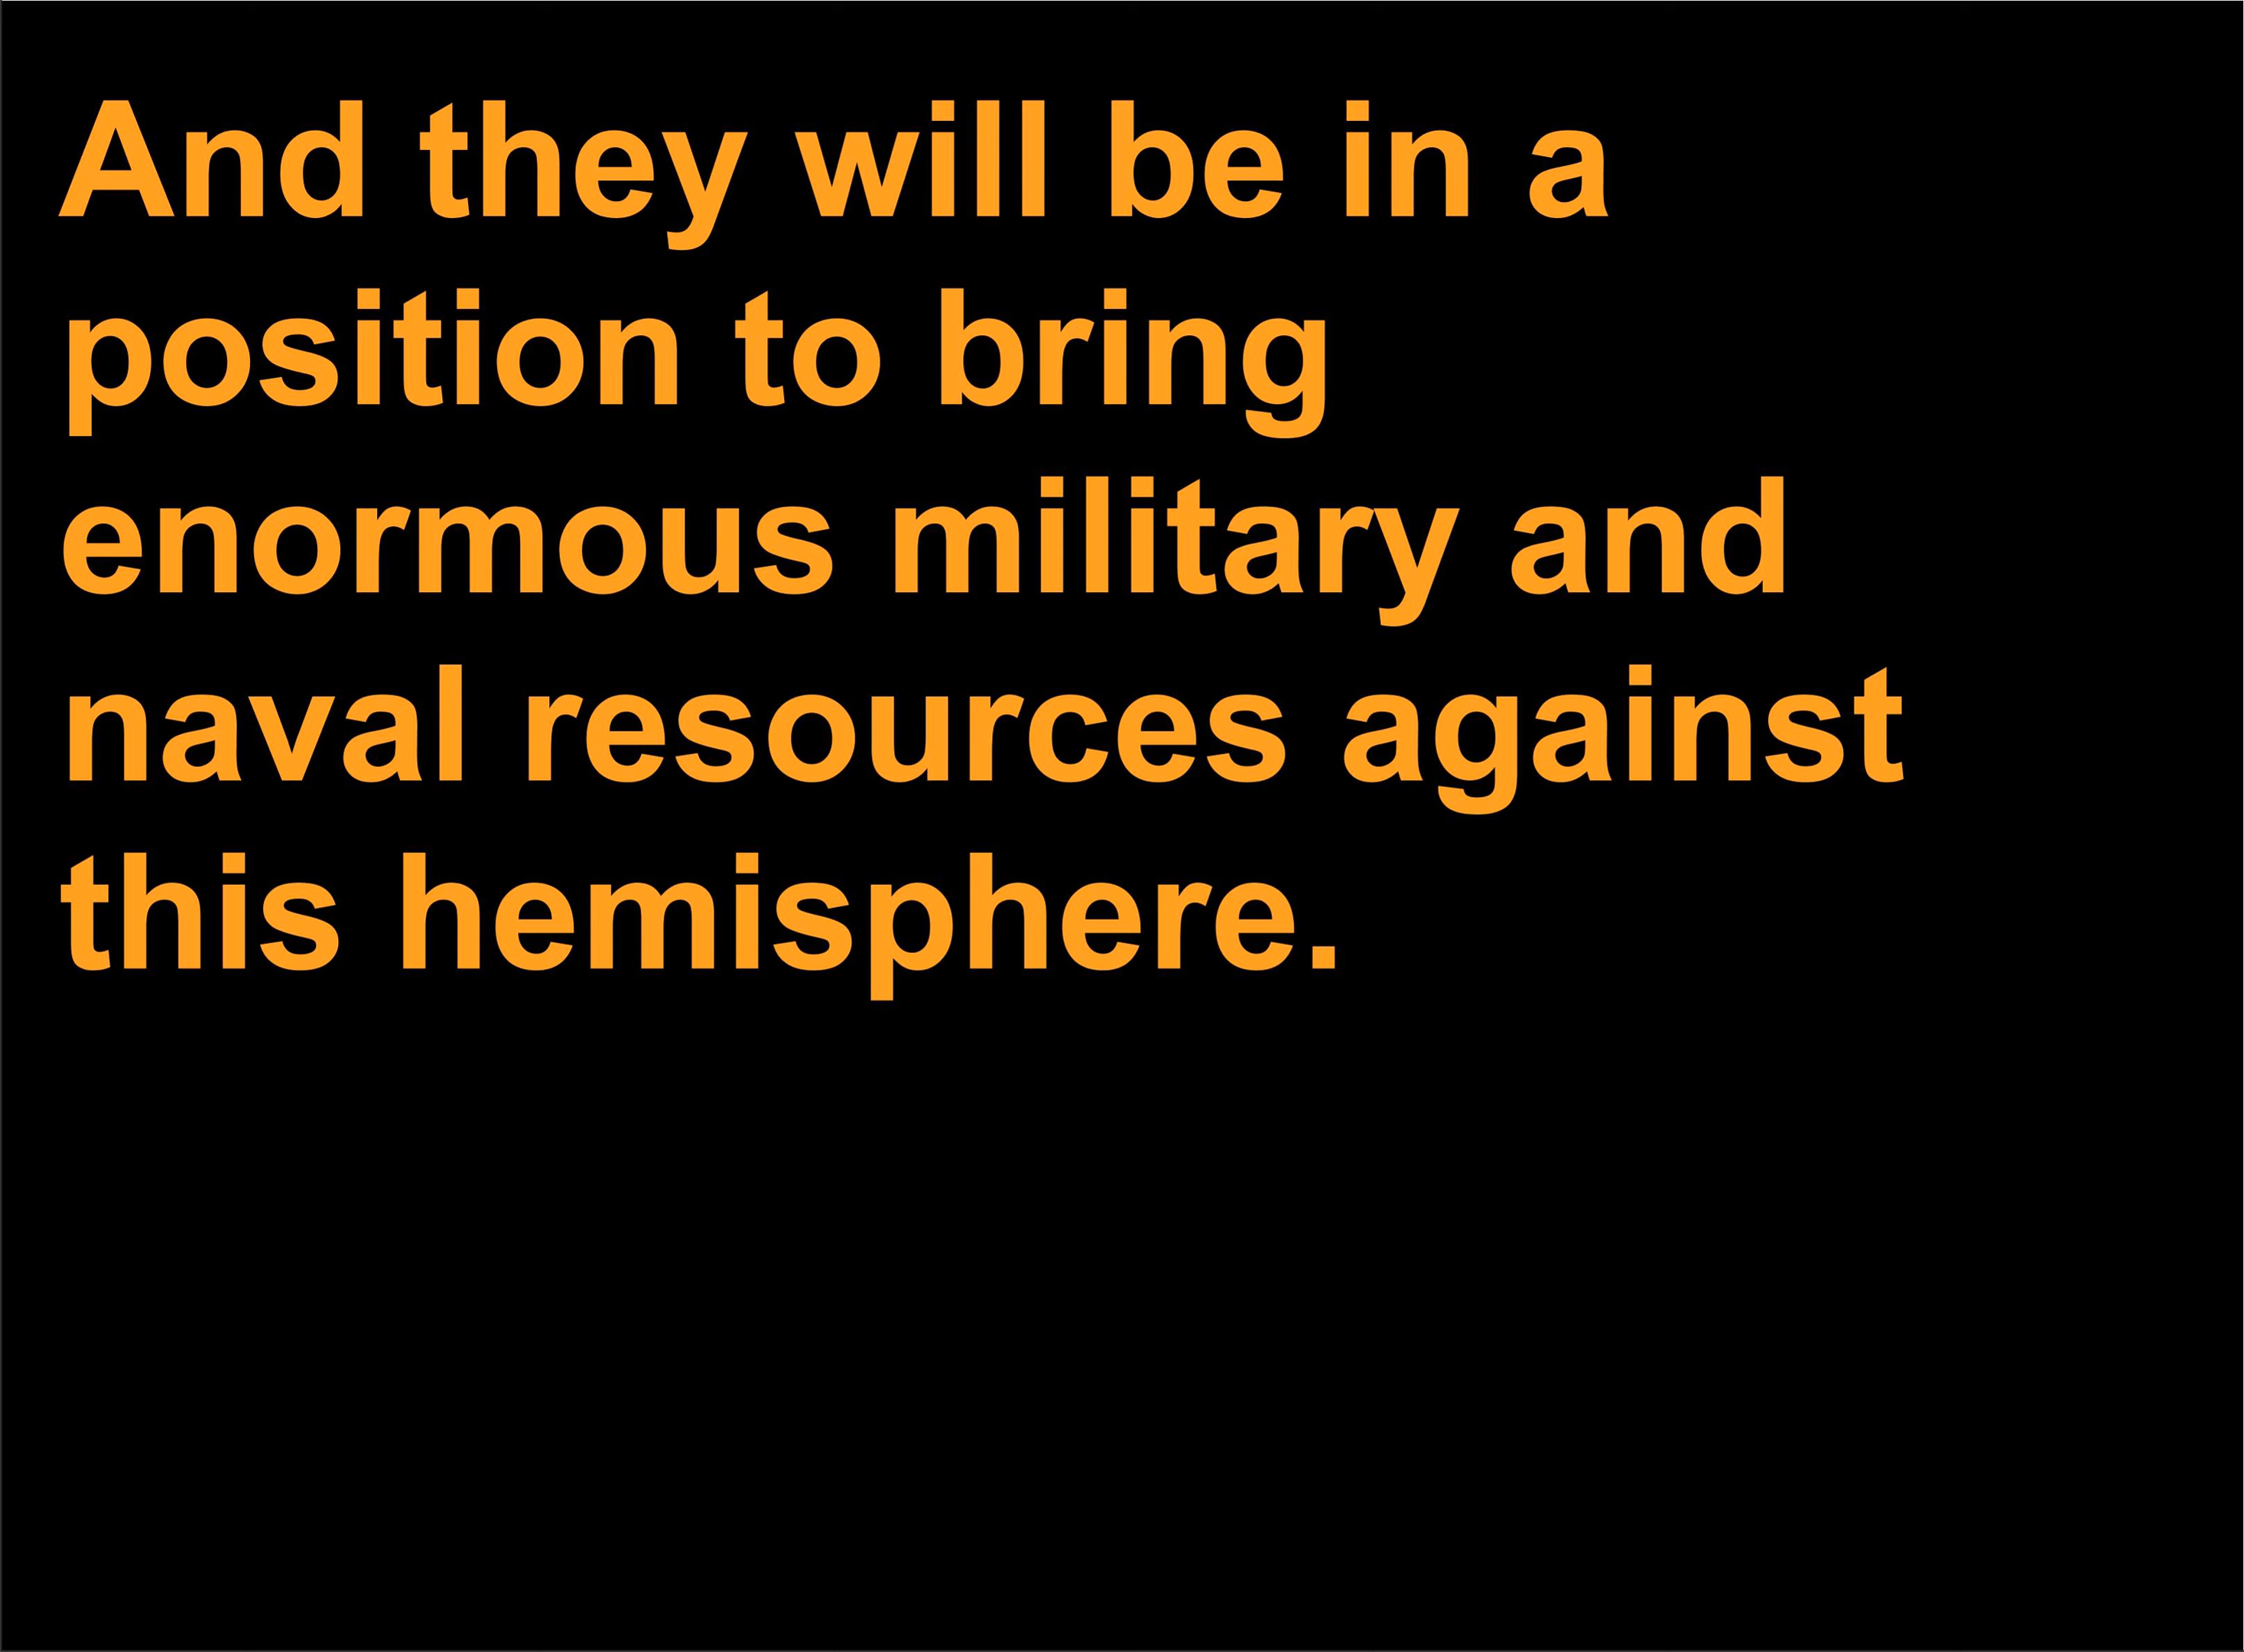 And they will be in a
position to bring
enormous military and
naval resources against
this hemisphere.